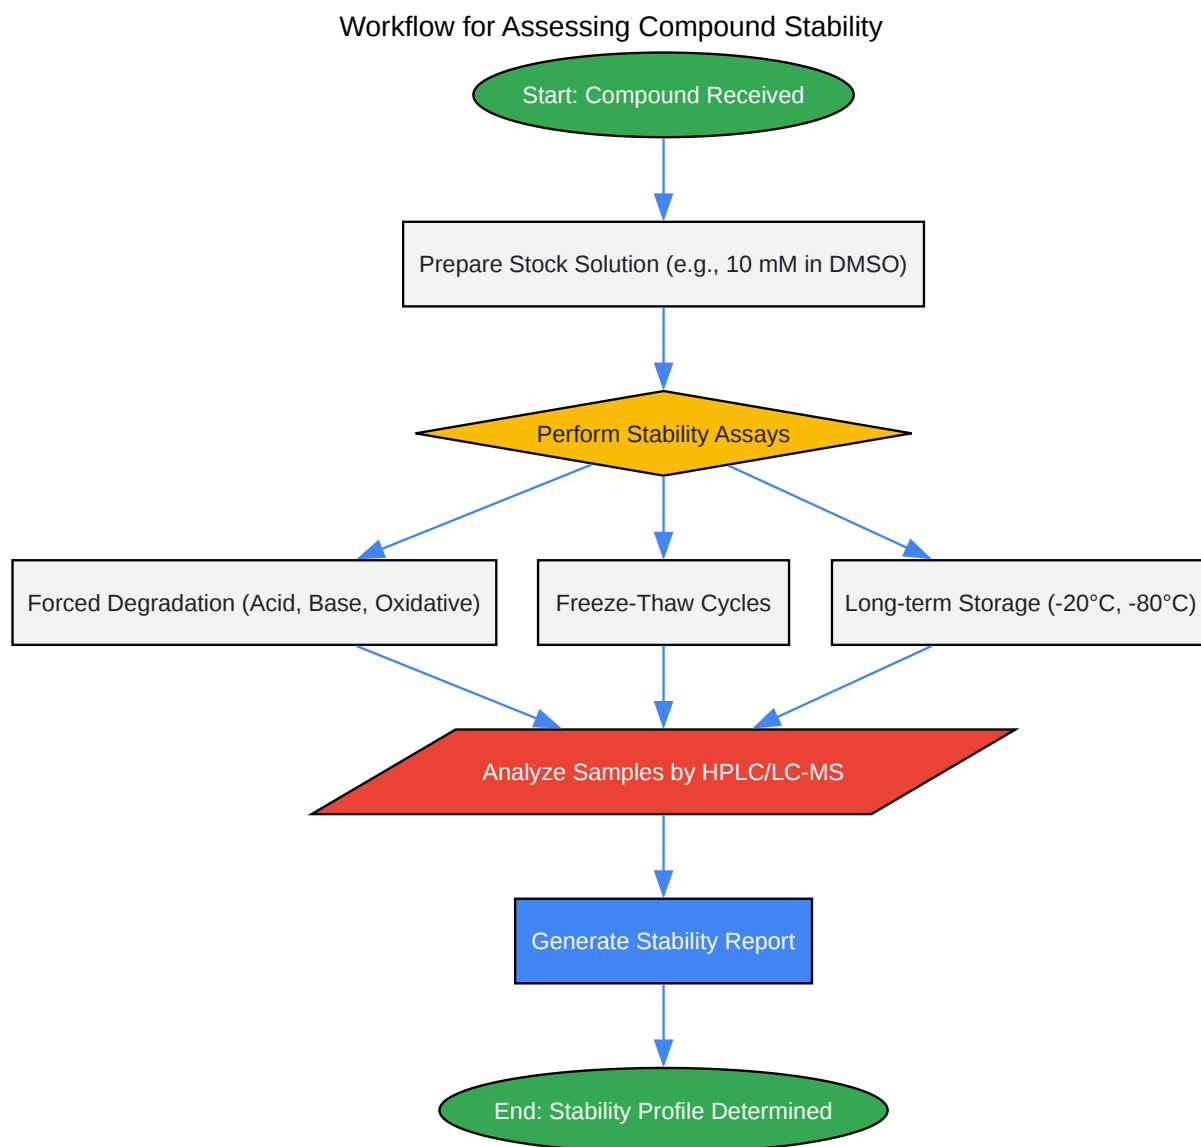 Workflow for Assessing Compound Stability
Start: Compound Received
Prepare Stock Solution (e.g., 10 mM in DMSO)
Perform Stability Assays
Forced Degradation (Acid, Base, Oxidative)
Freeze-Thaw Cycles
Long-term Storage (-20°C, -80°C)
Analyze Samples by HPLC/LC-MS
Generate Stability Report
End: Stability Profile Determined